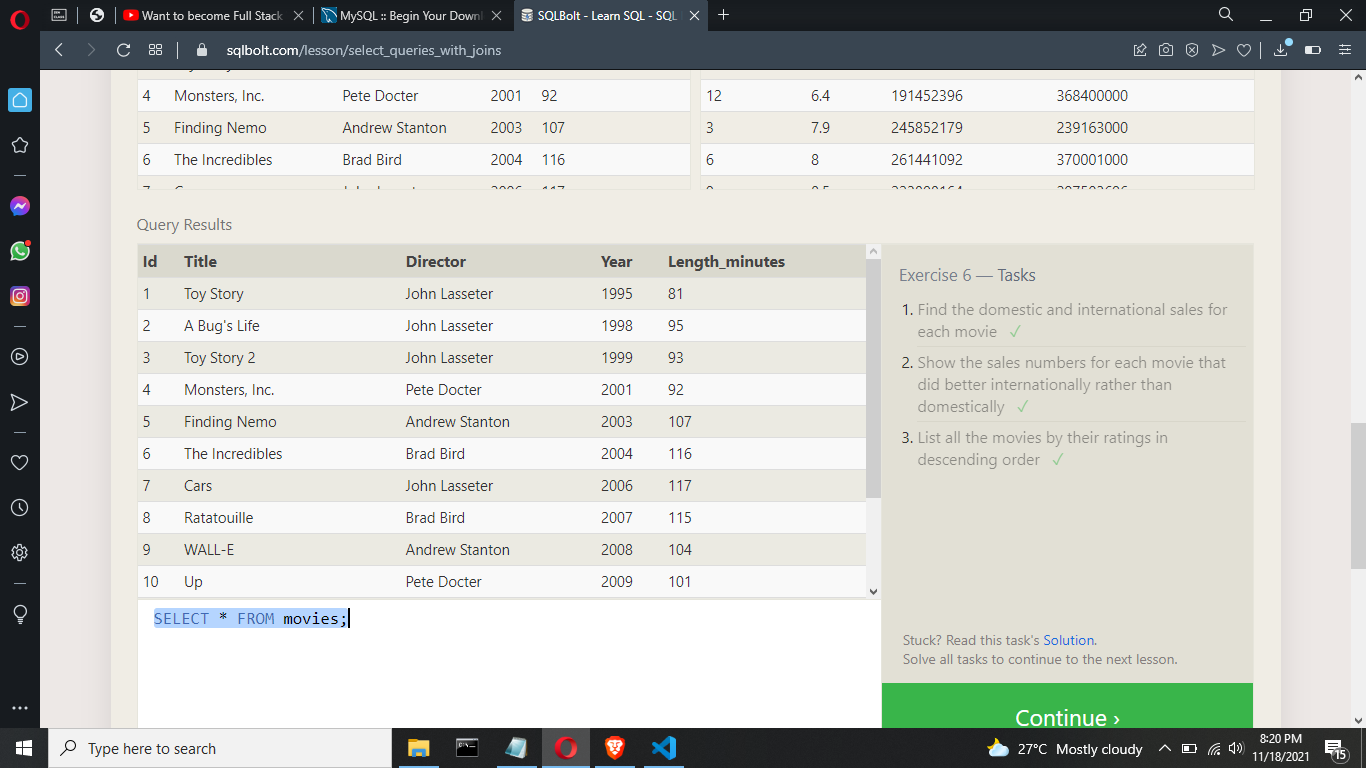 Want to become Full Stack
MySQL :: Begin Your Downl
SQLBolt - Learn SQL - SQL
sqlbolt.com/lesson/select_queries_with_joins
4 Monsters, Inc. Pete Docter 2001 92
5 Finding Nemo Andrew Stanton 2003 107
6 The Incredibles Brad Bird 2004 116
12 6.4 191452396 368400000
3 7.9 245852179 239163000
6 8 261441092 370001000
Query Results
Id Title Director Year Length_minutes
1 Toy Story John Lasseter 1995 81
2 A Bug's Life John Lasseter 1998 95
3 Toy Story 2 John Lasseter 1999 93
4 Monsters, Inc. Pete Docter 2001 92
5 Finding Nemo Andrew Stanton 2003 107
6 The Incredibles Brad Bird 2004 116
7 Cars John Lasseter 2006 117
8 Ratatouille Brad Bird 2007 115
9 WALL-E Andrew Stanton 2008 104
10 Up Pete Docter 2009 101
SELECT * FROM movies;
Exercise 6 — Tasks
1. Find the domestic and international sales for
each movie ✓
2. Show the sales numbers for each movie that
did better internationally rather than
domestically ✓
3. List all the movies by their ratings in
descending order ✓
Stuck? Read this task's Solution.
Solve all tasks to continue to the next lesson.
Continue ›
Type here to search
27°C Mostly cloudy
8:20 PM
11/18/2021
15